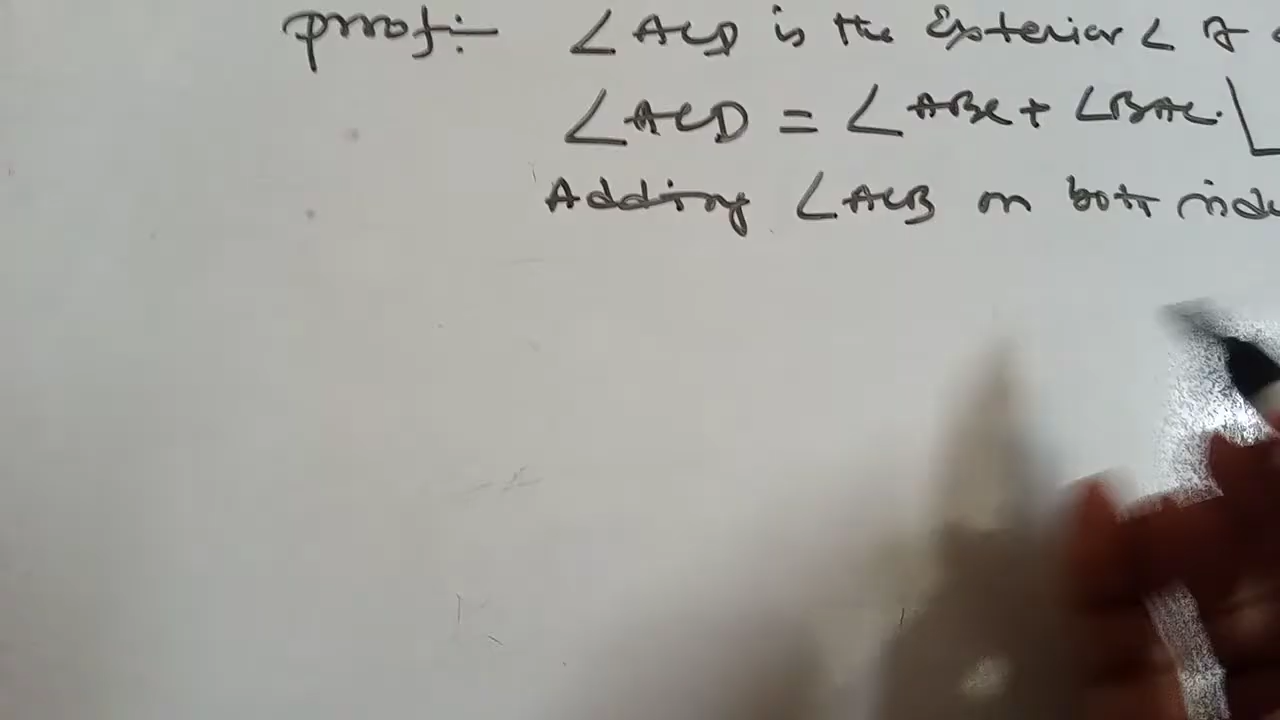 proof:-   ∠ACD is the Exterior ∠ of
∠ACD = ∠ABC + ∠BAC.
Adding ∠ACB on both side